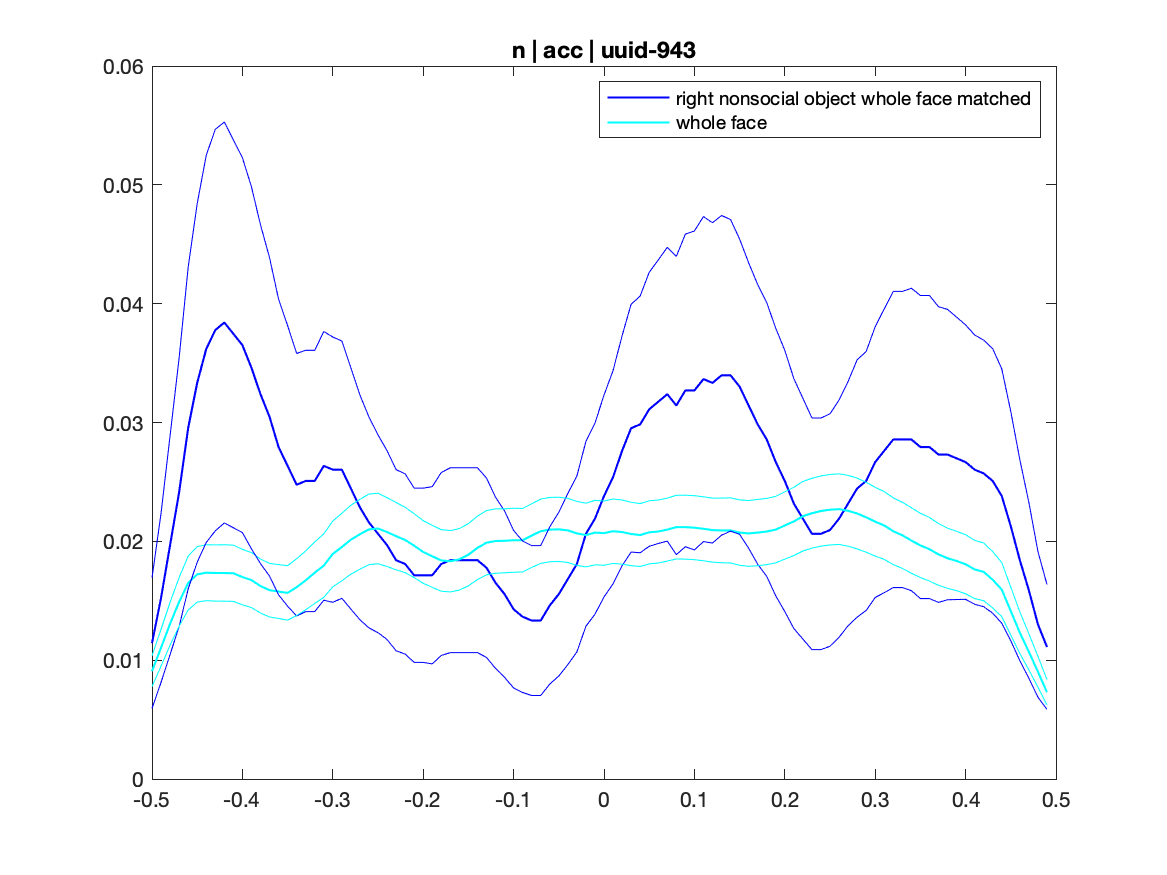 n | acc | uuid-943
right nonsocial object whole face matched
whole face
0.06
0.05
0.04
0.03
0.02
0.01
0
-0.5 -0.4 -0.3 -0.2 -0.1 0 0.1 0.2 0.3 0.4 0.5